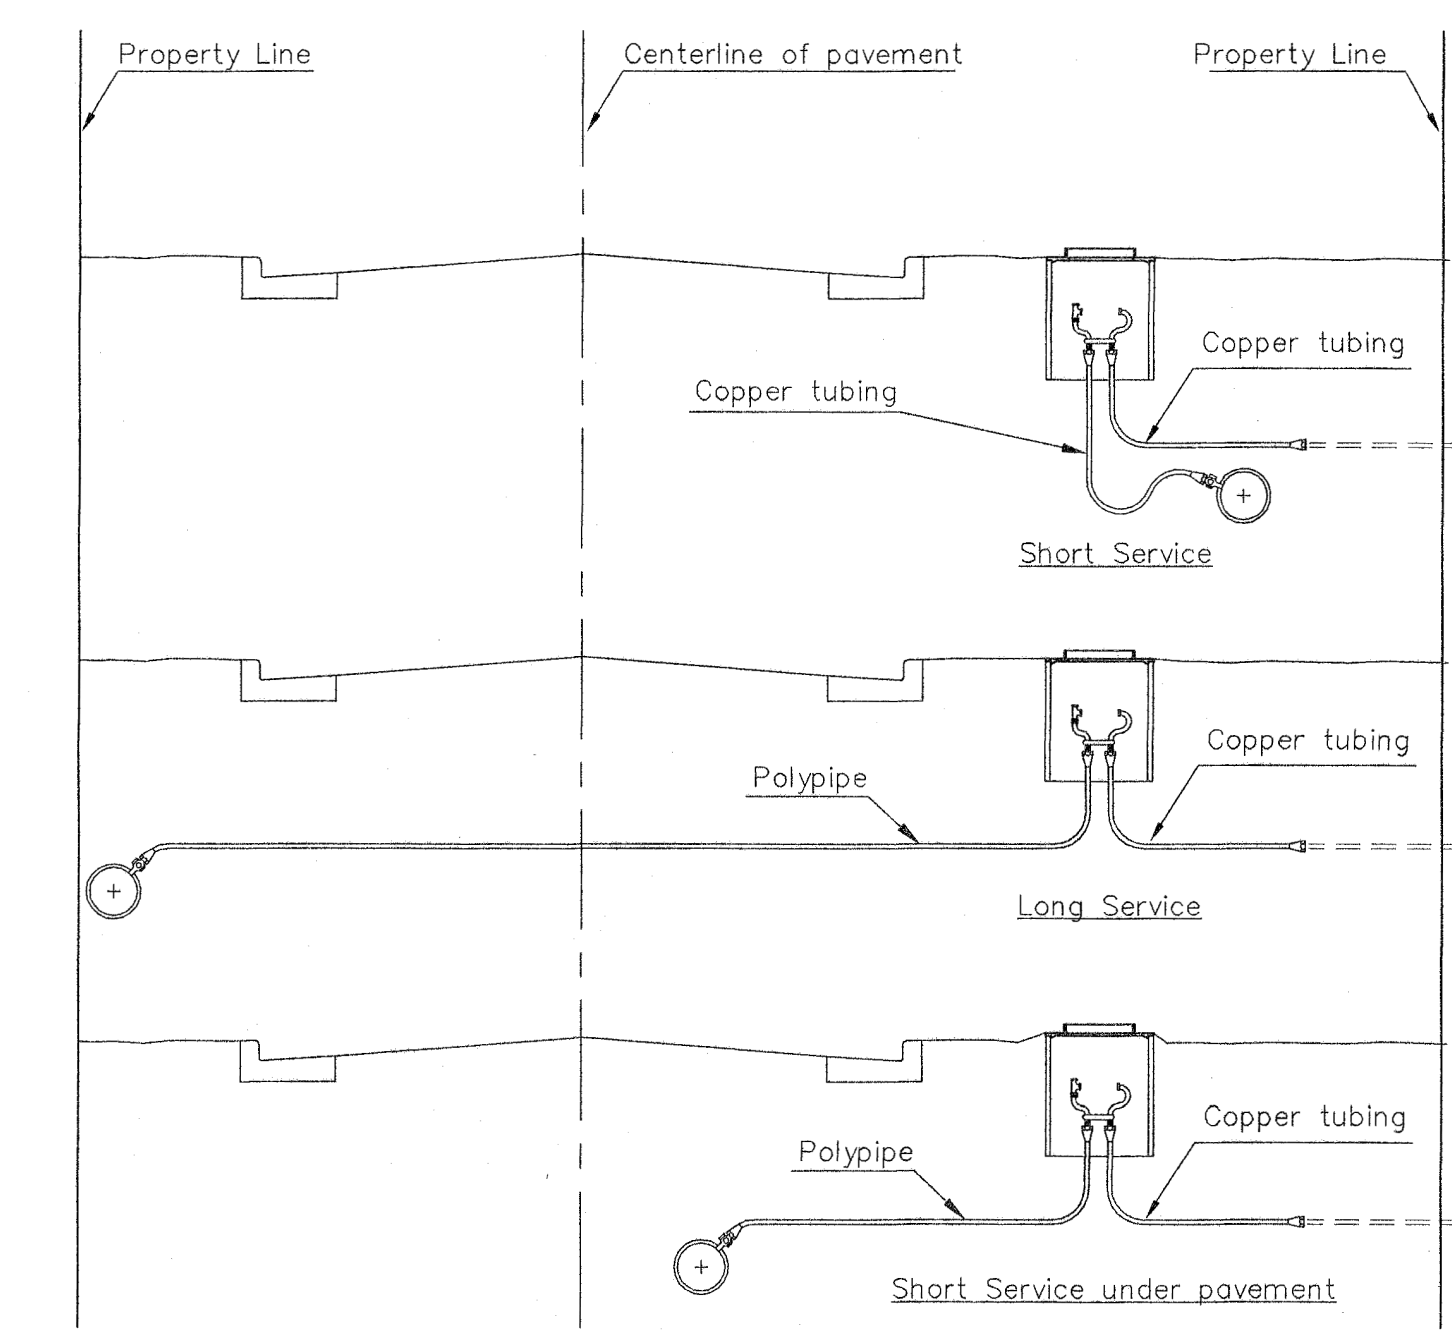 Property Line
Centerline of pavement
Property Line
Copper tubing
Copper tubing
Short Service
Copper tubing
Polypipe
Long Service
Copper tubing
Polypipe
Short Service under pavement